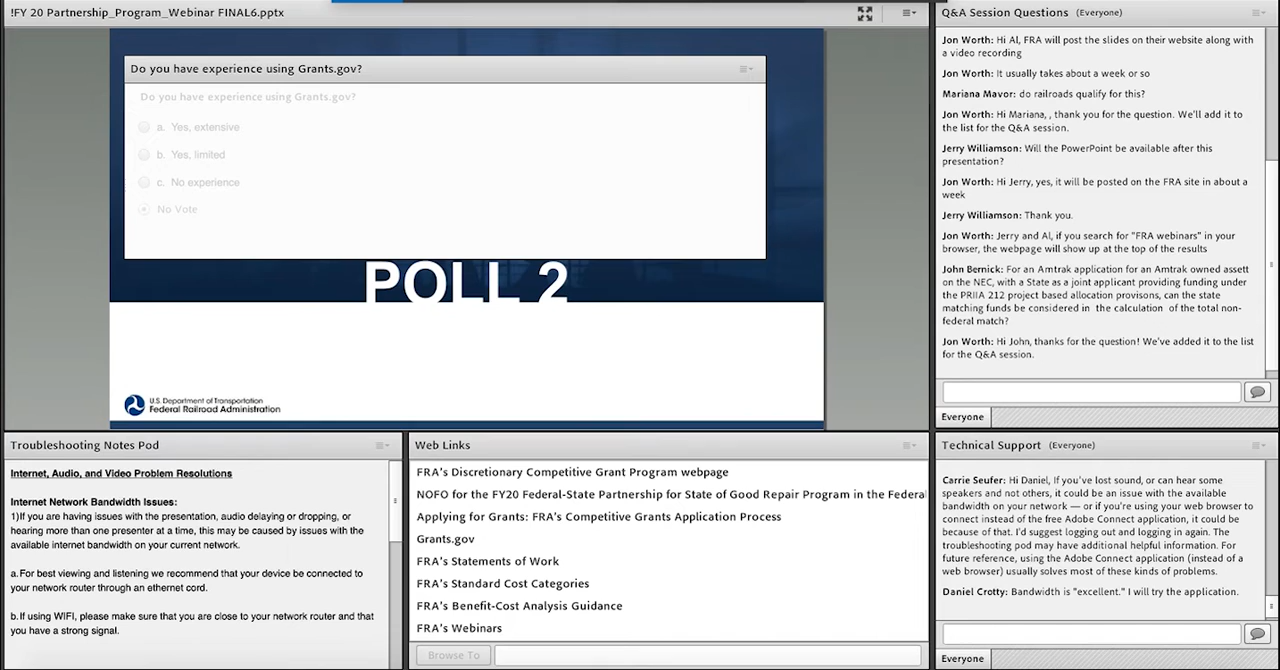 !FY 20 Partnership_Program_Webinar FINAL6.pptx
Do you have experience using Grants.gov?
Do you have experience using Grants.gov?
a. Yes, extensive
b. Yes, limited
c. No experience
No Vote
POLL 2
U.S. Department of Transportation
Federal Railroad Administration
Q&A Session Questions (Everyone)
Jon Worth: Hi Al, FRA will post the slides on their website along with
a video recording
Jon Worth: It usually takes about a week or so
Mariana Mavor: do railroads qualify for this?
Jon Worth: Hi Mariana, , thank you for the question. We'll add it to
the list for the Q&A session.
Jerry Williamson: Will the PowerPoint be available after this
presentation?
Jon Worth: Hi Jerry, yes, it will be posted on the FRA site in about a
week
Jerry Williamson: Thank you.
Jon Worth: Jerry and Al, if you search for "FRA webinars" in your
browser, the webpage will show up at the top of the results
John Bernick: For an Amtrak application for an Amtrak owned assett
on the NEC, with a State as a joint applicant providing funding under
the PRIIA 212 project based allocation provisons, can the state
matching funds be considered in the calculation of the total non-
federal match?
Jon Worth: Hi John, thanks for the question! We've added it to the list
for the Q&A session.
Everyone
Troubleshooting Notes Pod
Internet, Audio, and Video Problem Resolutions
Internet Network Bandwidth Issues:
1)If you are having issues with the presentation, audio delaying or dropping, or
hearing more than one presenter at a time, this may be caused by issues with the
available internet bandwidth on your current network.
a.For best viewing and listening we recommend that your device be connected to
your network router through an ethernet cord.
b.If using WIFI, please make sure that you are close to your network router and that
you have a strong signal.
Web Links
FRA's Discretionary Competitive Grant Program webpage
NOFO for the FY20 Federal-State Partnership for State of Good Repair Program in the Federal
Applying for Grants: FRA's Competitive Grants Application Process
Grants.gov
FRA's Statements of Work
FRA's Standard Cost Categories
FRA's Benefit-Cost Analysis Guidance
FRA's Webinars
Browse To
Technical Support (Everyone)
Carrie Seufer: Hi Daniel, If you've lost sound, or can hear some
speakers and not others, it could be an issue with the available
bandwidth on your network — or if you're using your web browser to
connect instead of the free Adobe Connect application, it could be
because of that. I'd suggest logging out and logging in again. The
troubleshooting pod may have additional helpful information. For
future reference, using the Adobe Connect application (instead of a
web browser) usually solves most of these kinds of problems.
Daniel Crotty: Bandwidth is "excellent." I will try the application.
Everyone